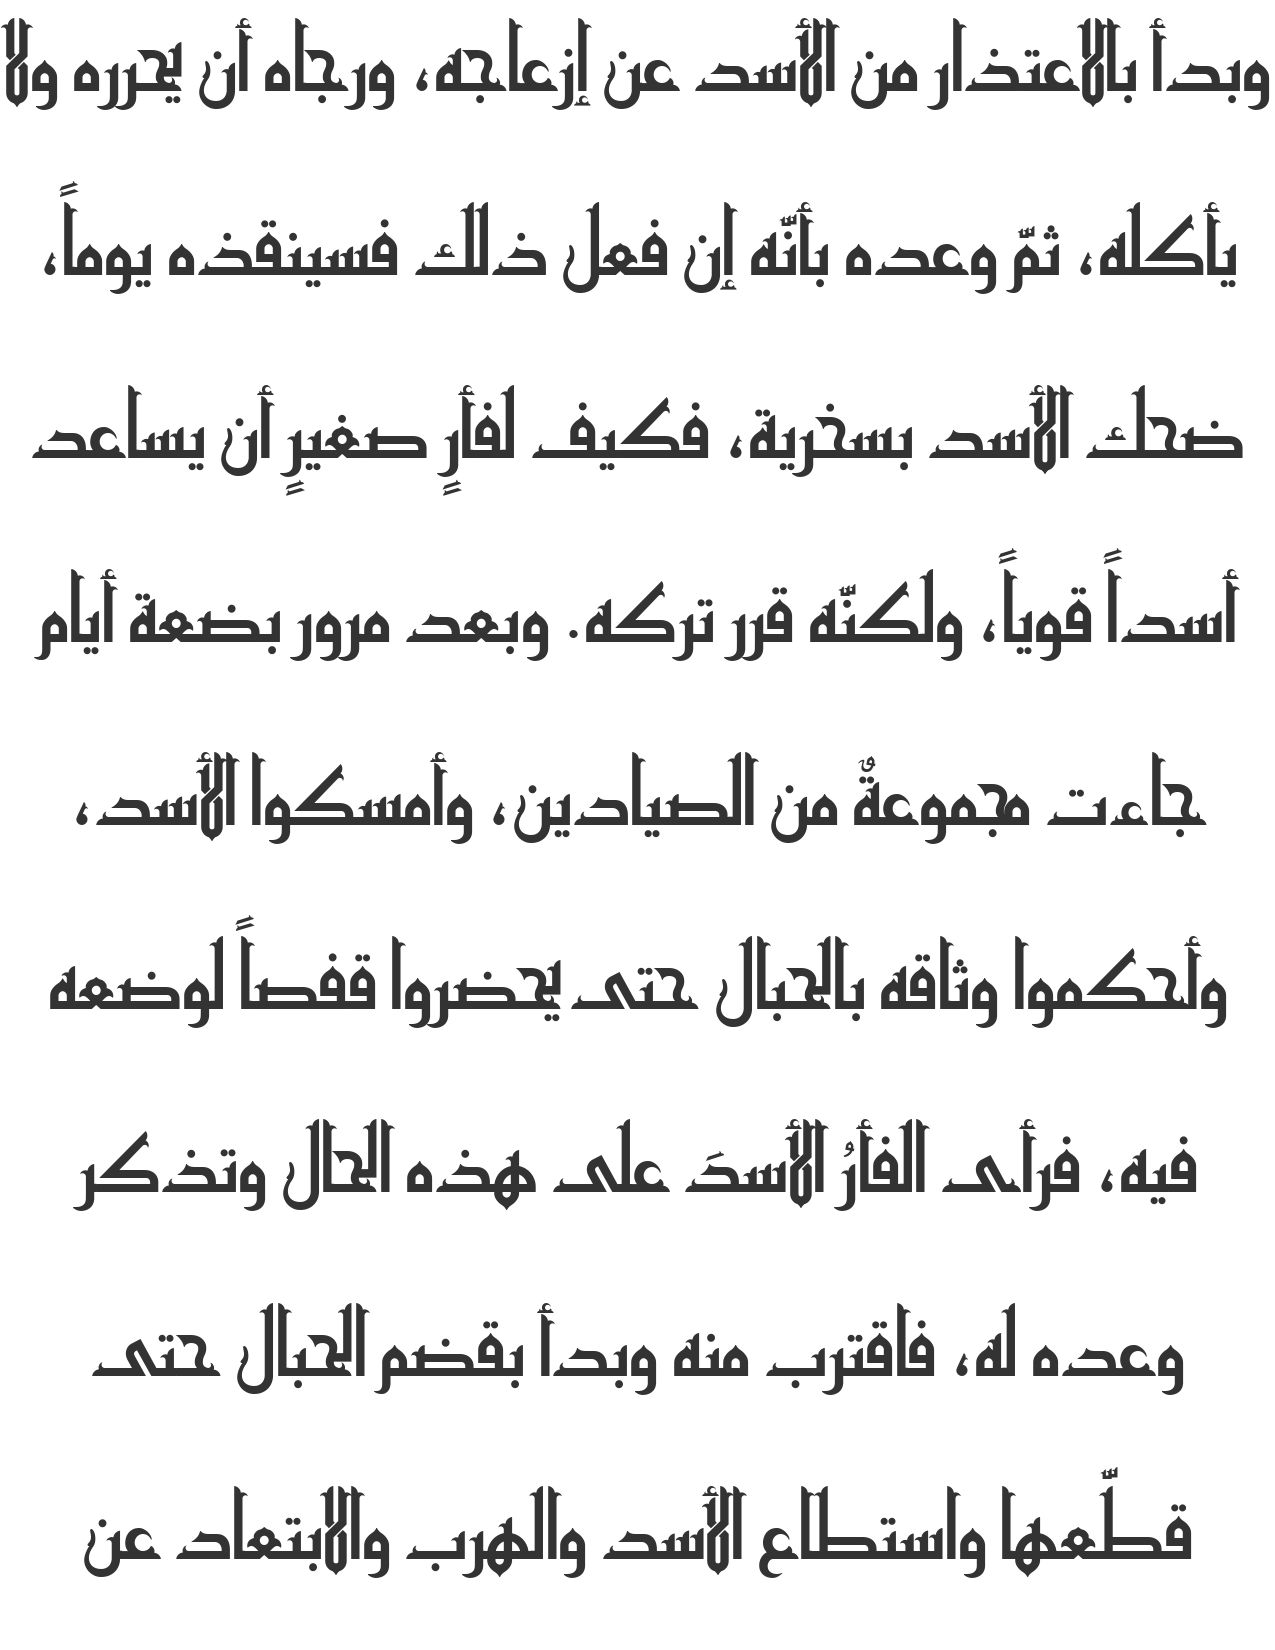 وبدأ بالاعتذار من الأسد عن إزعاجه، ورجاه أن يحرره ولا
يأكله، ثمّ وعده بأنّه إن فعل ذلك فسينقذه يوماً،
ضحك الأسد بسخرية، فكيف لفأرٍ صغيرٍ أن يساعد
أسداً قوياً، ولكنّه قرر تركه. وبعد مرور بضعة أيام
جاءت مجموعةٌ من الصيادين، وأمسكوا الأسد،
وأحكموا وثاقه بالحبال حتى يحضروا قفصاً لوضعه
فيه، فرأى الفأرُ الأسدَ على هذه الحال وتذكر
وعده له، فاقترب منه وبدأ بقضم الحبال حتى
قطّعها واستطاع الأسد والهرب والابتعاد عن